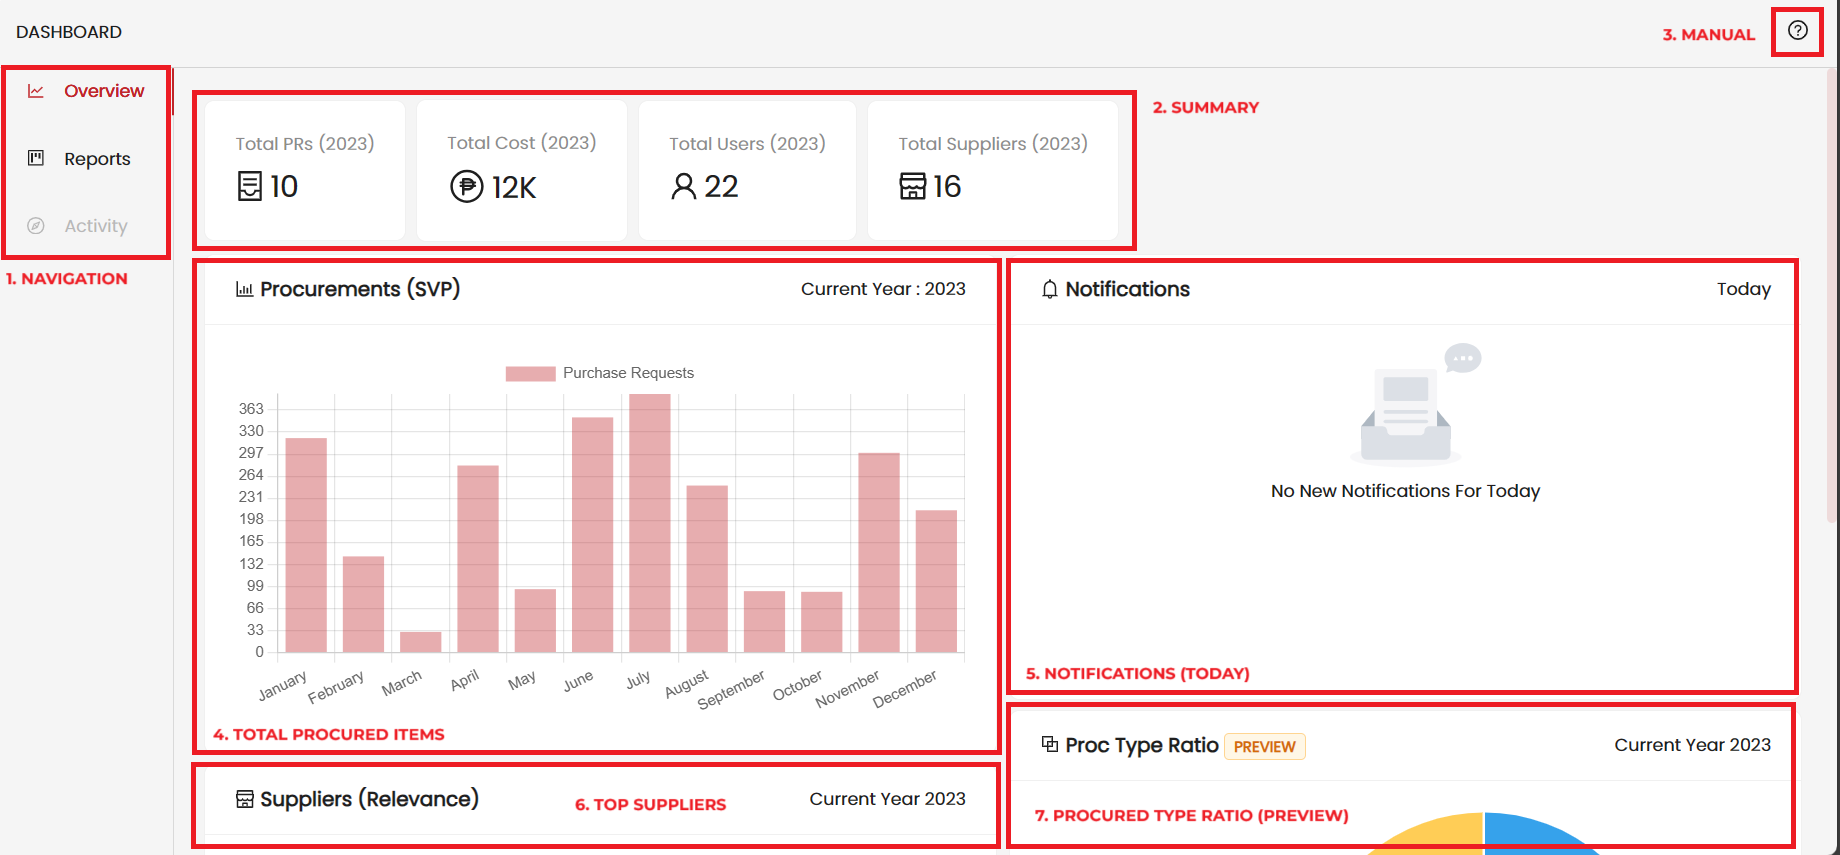 DASHBOARD
3. MANUAL
Overview
Reports
Activity
1. NAVIGATION
Total PRs (2023)
10
Total Cost (2023)
12K
Total Users (2023)
22
Total Suppliers (2023)
16
2. SUMMARY
Procurements (SVP)
Current Year : 2023
Purchase Requests
363
330
297
264
231
198
165
132
99
66
33
0
January
February
March
April
May
June
July
August
September
October
November
December
4. TOTAL PROCURED ITEMS
Notifications
Today
No New Notifications For Today
5. NOTIFICATIONS (TODAY)
Suppliers (Relevance)
6. TOP SUPPLIERS
Current Year 2023
Proc Type Ratio PREVIEW
Current Year 2023
7. PROCURED TYPE RATIO (PREVIEW)